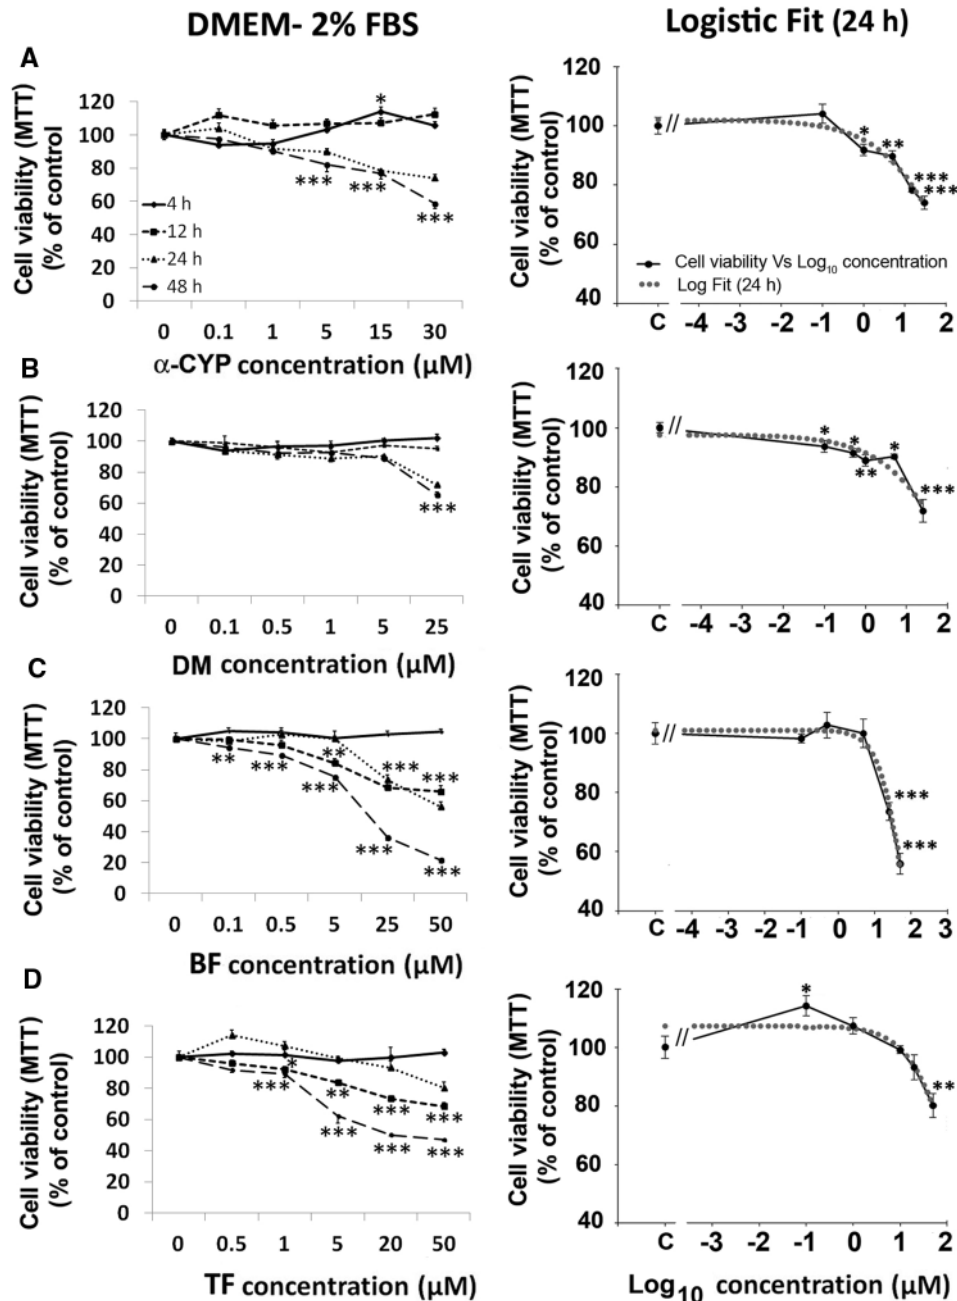 DMEM- 2% FBS
Logistic Fit (24 h)
A
Cell viability (MTT)
(% of control)
120
100
80
60
40
20
0
*
***
***
***
4 h
12 h
24 h
48 h
0 0.1 1 5 15 30
α-CYP concentration (µM)
Cell viability (MTT)
(% of control)
120
100
80
60
40
//
*
**
***
***
Cell viability Vs Log10 concentration
Log Fit (24 h)
C -4 -3 -2 -1 0 1 2
B
Cell viability (MTT)
(% of control)
120
100
80
60
40
20
0
***
0 0.1 0.5 1 5 25
DM concentration (µM)
Cell viability (MTT)
(% of control)
120
100
80
60
40
//
*
*
**
*
***
C -4 -3 -2 -1 0 1 2
C
Cell viability (MTT)
(% of control)
120
100
80
60
40
20
0
**
***
**
***
***
***
***
***
0 0.1 0.5 5 25 50
BF concentration (µM)
Cell viability (MTT)
(% of control)
120
100
80
60
40
//
***
***
C -4 -3 -2 -1 0 1 2 3
D
Cell viability (MTT)
(% of control)
120
100
80
60
40
20
0
*
***
**
***
***
***
***
***
0 0.5 1 5 20 50
TF concentration (µM)
Cell viability (MTT)
(% of control)
120
100
80
60
40
//
*
**
C -3 -2 -1 0 1 2
Log10 concentration (µM)